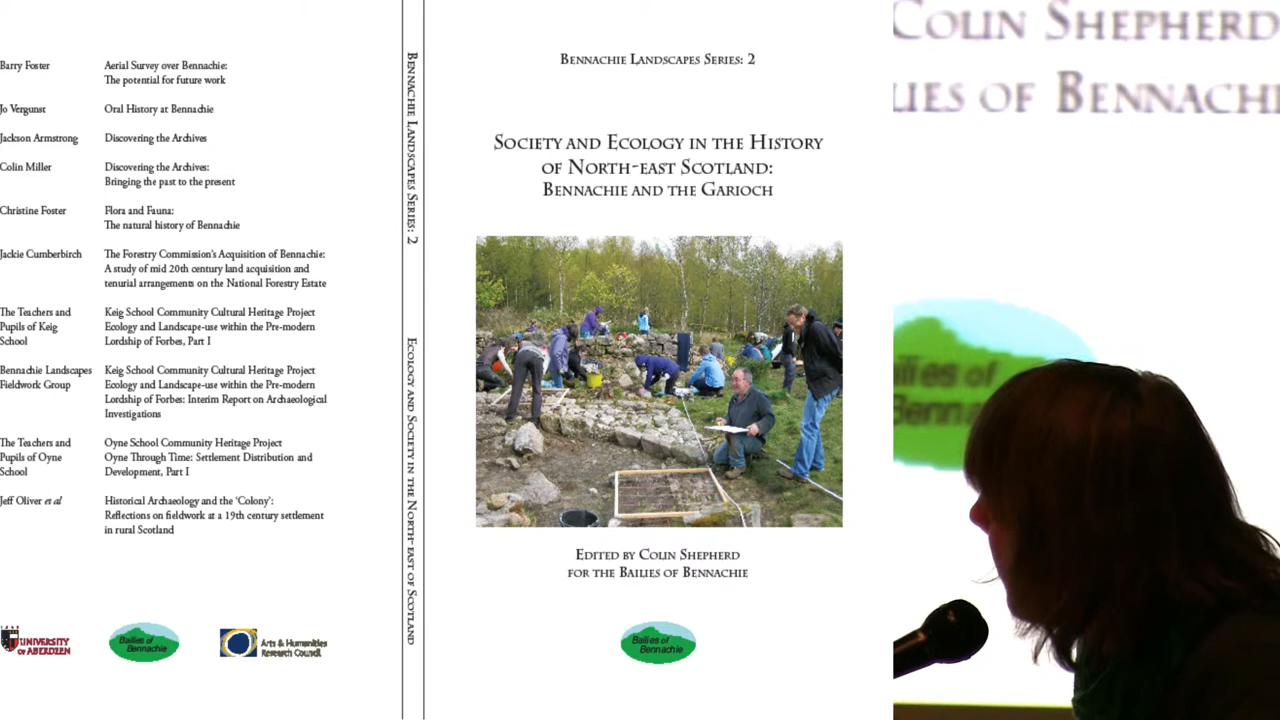 Barry Foster Aerial Survey over Bennachie:
The potential for future work
Jo Vergunst Oral History at Bennachie
Jackson Armstrong Discovering the Archives
Colin Miller Discovering the Archives:
Bringing the past to the present
Christine Foster Flora and Fauna:
The natural history of Bennachie
Jackie Cumberbirch The Forestry Commission's Acquisition of Bennachie:
A study of mid 20th century land acquisition and
tenurial arrangements on the National Forestry Estate
The Teachers and Keig School Community Cultural Heritage Project
Pupils of Keig Ecology and Landscape-use within the Pre-modern
School Lordship of Forbes, Part I
Bennachie Landscapes Keig School Community Cultural Heritage Project
Fieldwork Group Ecology and Landscape-use within the Pre-modern
Lordship of Forbes: Interim Report on Archaeological
Investigations
The Teachers and Oyne School Community Heritage Project
Pupils of Oyne Oyne Through Time: Settlement Distribution and
School Development, Part I
Jeff Oliver et al Historical Archaeology and the 'Colony':
Reflections on fieldwork at a 19th century settlement
in rural Scotland
UNIVERSITY
OF ABERDEEN
Bailies of
Bennachie
Arts & Humanities
Research Council
Bennachie Landscapes Series: 2
Ecology and Society in the North-east of Scotland
Bennachie Landscapes Series: 2
Society and Ecology in the History
of North-east Scotland:
Bennachie and the Garioch
Edited by Colin Shepherd
for the Bailies of Bennachie
Bailies of
Bennachie
Colin Shepherd
lies of Bennachi
ailies of
Benna